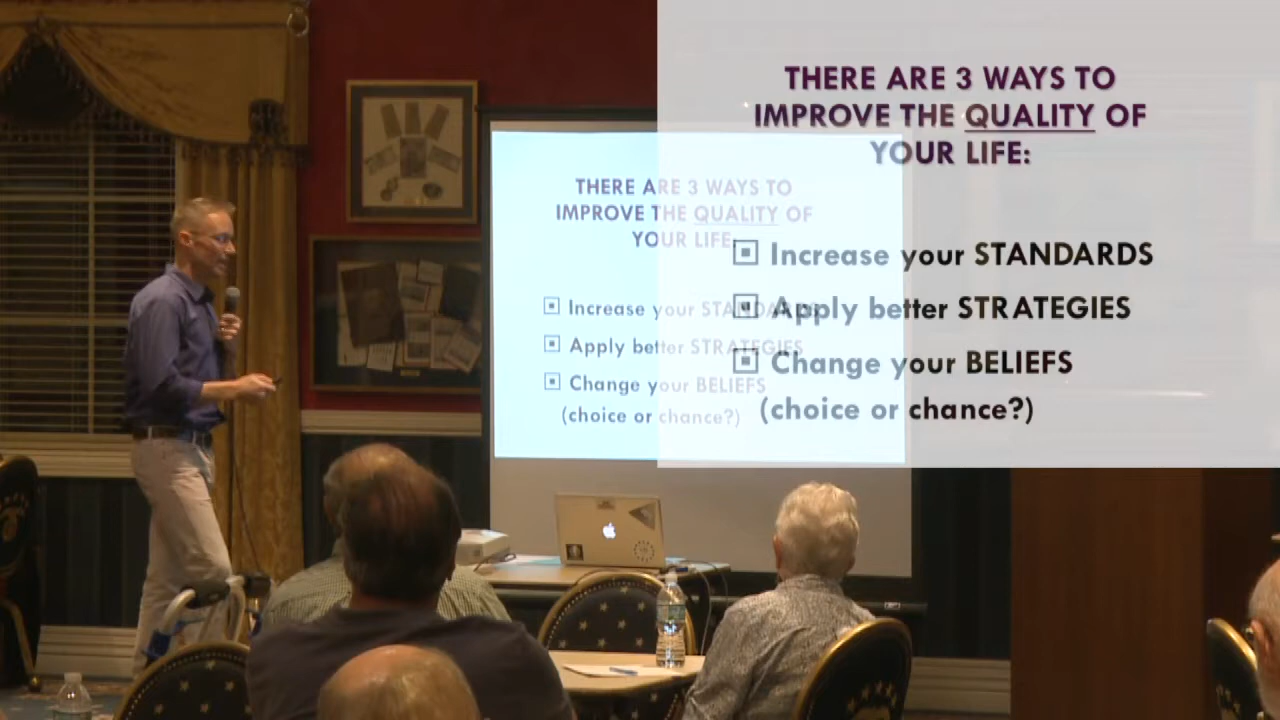 THERE ARE 3 WAYS TO
IMPROVE THE QUALITY OF
YOUR LIFE:
Increase your STANDARDS
Apply better STRATEGIES
Change your BELIEFS
(choice or chance?)
THERE ARE 3 WAYS TO
IMPROVE THE QUALITY OF
YOUR LIFE:
Increase your STANDARDS
Apply better STRATEGIES
Change your BELIEFS
(choice or chance?)